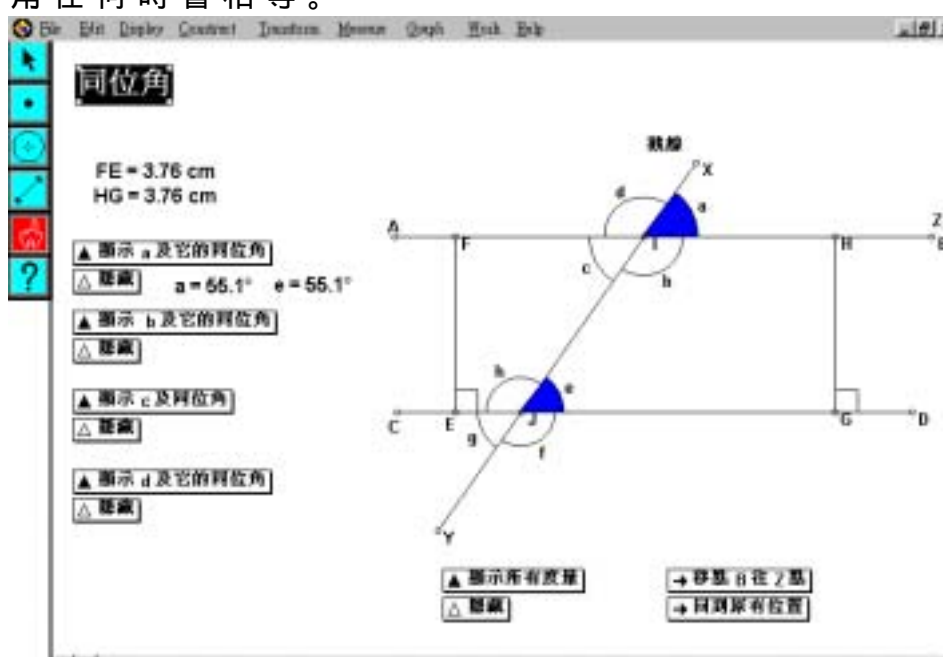 角在何時會相等。
File Edit Display Construct Transform Measure Graph Work Help
同位角
截線
X
FE = 3.76 cm
HG = 3.76 cm
d a
A F I H Z B
c b
▲ 顯示 a 及它的同位角
△ 隱藏 a = 55.1° e = 55.1°
▲ 顯示 b 及它的同位角
△ 隱藏
h e
▲ 顯示 c 及同位角
C E J G D
△ 隱藏
g f
▲ 顯示 d 及它的同位角
△ 隱藏
Y
▲ 顯示所有度量 → 移點 B 往 Z 點
△ 隱藏 → 回到原有位置